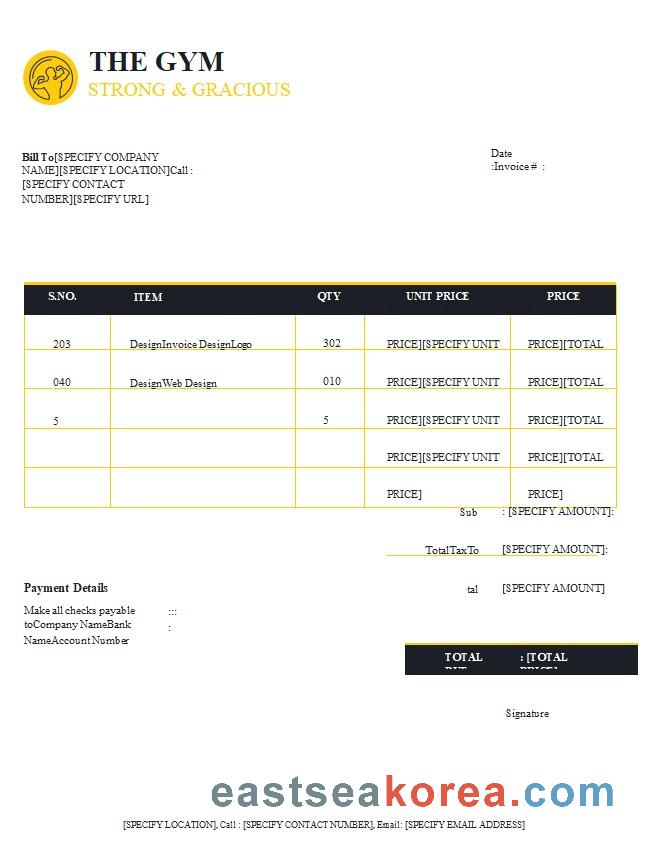 THE GYM
STRONG & GRACIOUS
Bill To[SPECIFY COMPANY
NAME][SPECIFY LOCATION]Call :
[SPECIFY CONTACT
NUMBER][SPECIFY URL]
Date
:Invoice # :
S.NO. ITEM QTY UNIT PRICE PRICE
203 DesignInvoice DesignLogo 302 PRICE][SPECIFY UNIT PRICE][TOTAL
040 DesignWeb Design 010 PRICE][SPECIFY UNIT PRICE][TOTAL
5 5 PRICE][SPECIFY UNIT PRICE][TOTAL
PRICE][SPECIFY UNIT PRICE][TOTAL
PRICE] PRICE]
Sub : [SPECIFY AMOUNT]:
TotalTaxTo [SPECIFY AMOUNT]:
tal [SPECIFY AMOUNT]
Payment Details
Make all checks payable :::
toCompany NameBank :
NameAccount Number
TOTAL : [TOTAL
Signature
eastseakorea.com
[SPECIFY LOCATION], Call : [SPECIFY CONTACT NUMBER], Email: [SPECIFY EMAIL ADDRESS]